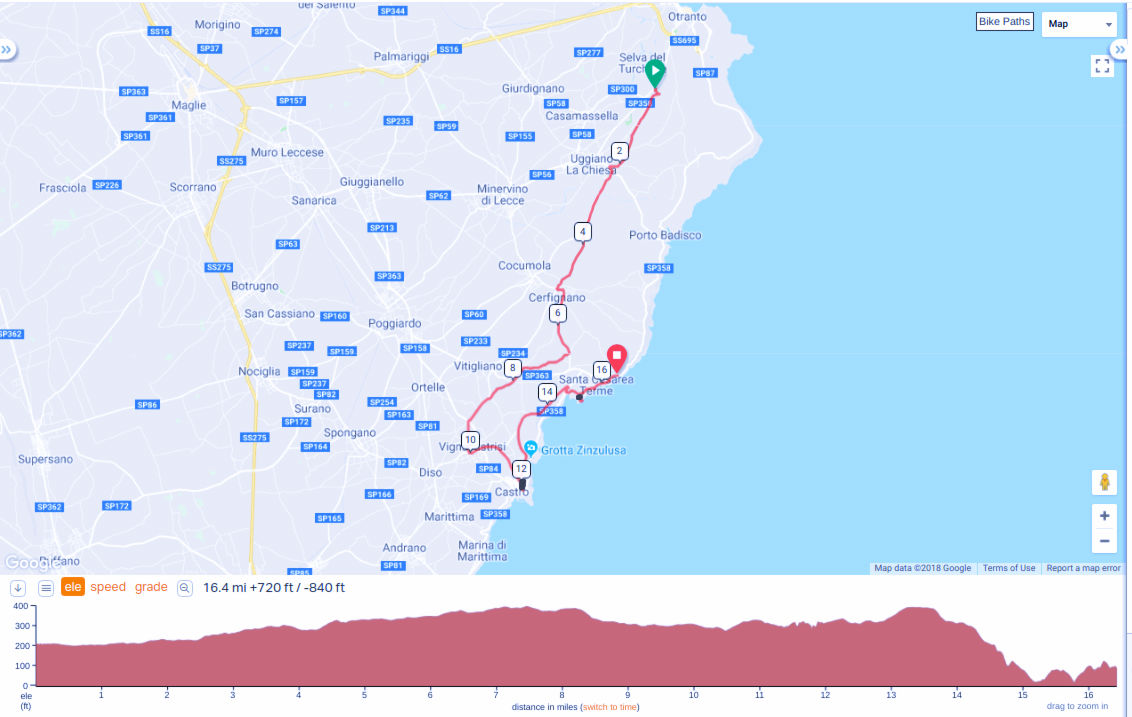 del Salento
SP344
Otranto
Morigino
SS16
SP274
Bike Paths
Map
SP37
SS16
SS695
Palmariggi
SP277
Selva del
SP87
SP363
Giurdignano
SP300
Maglie
SP157
SP58
SP358
SP361
Casamassella
SP235
SP59
SP361
SP155
SP58
2
Muro Leccese
SS275
Uggiano
La Chiesa
SP56
Frasciola
SP226
Scorrano
Giuggianello
Minervino
di Lecce
SP62
Sanarica
SP213
4
Porto Badisco
SP63
SS275
Cocumola
SP358
SP363
Botrugno
Cerfignano
San Cassiano
SP160
SP60
6
Poggiardo
SP362
SP233
SP237
SP159
SP158
SP234
Vitigliano
8
16
Nociglia
SP159
SP363
Santa Cesarea
Terme
SP237
SP82
Ortelle
14
SP86
Surano
SP254
SP163
SP358
SP172
SP81
Spongano
SS275
SP164
10
Vignacastrisi
Grotta Zinzulusa
Supersano
SP82
Diso
SP84
12
SP166
SP169
Castro
SP362
SP172
SP165
Marittima
SP358
Andrano
Marina di
Marittima
Google
Ruffano
SP81
SP85
Map data ©2018 Google
Terms of Use
Report a map error
ele speed grade 16.4 mi +720 ft / -840 ft
400
300
200
100
0
ele
(ft)
1 2 3 4 5 6 7 8 9 10 11 12 13 14 15 16
distance in miles (switch to time)
drag to zoom in